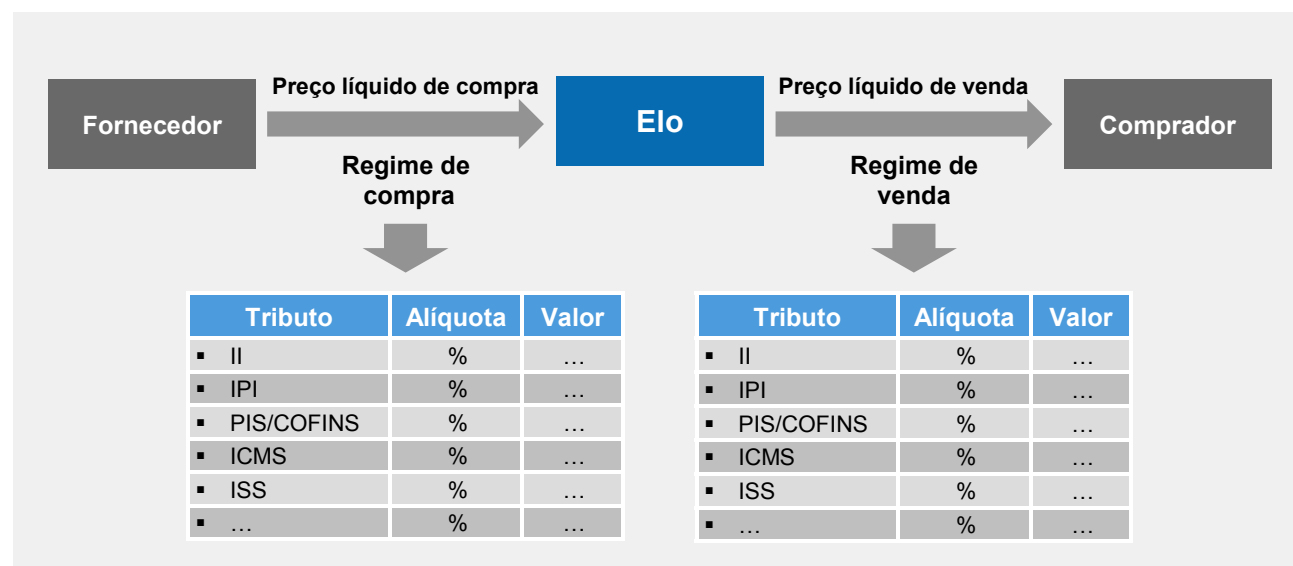 Preço líquido de compra
Preço líquido de venda
Fornecedor
Elo
Comprador
Regime de
compra
Regime de
venda
Tributo Alíquota Valor
▪ II % …
▪ IPI % …
▪ PIS/COFINS % …
▪ ICMS % …
▪ ISS % …
▪ … % …
Tributo Alíquota Valor
▪ II % …
▪ IPI % …
▪ PIS/COFINS % …
▪ ICMS % …
▪ ISS % …
▪ … % …